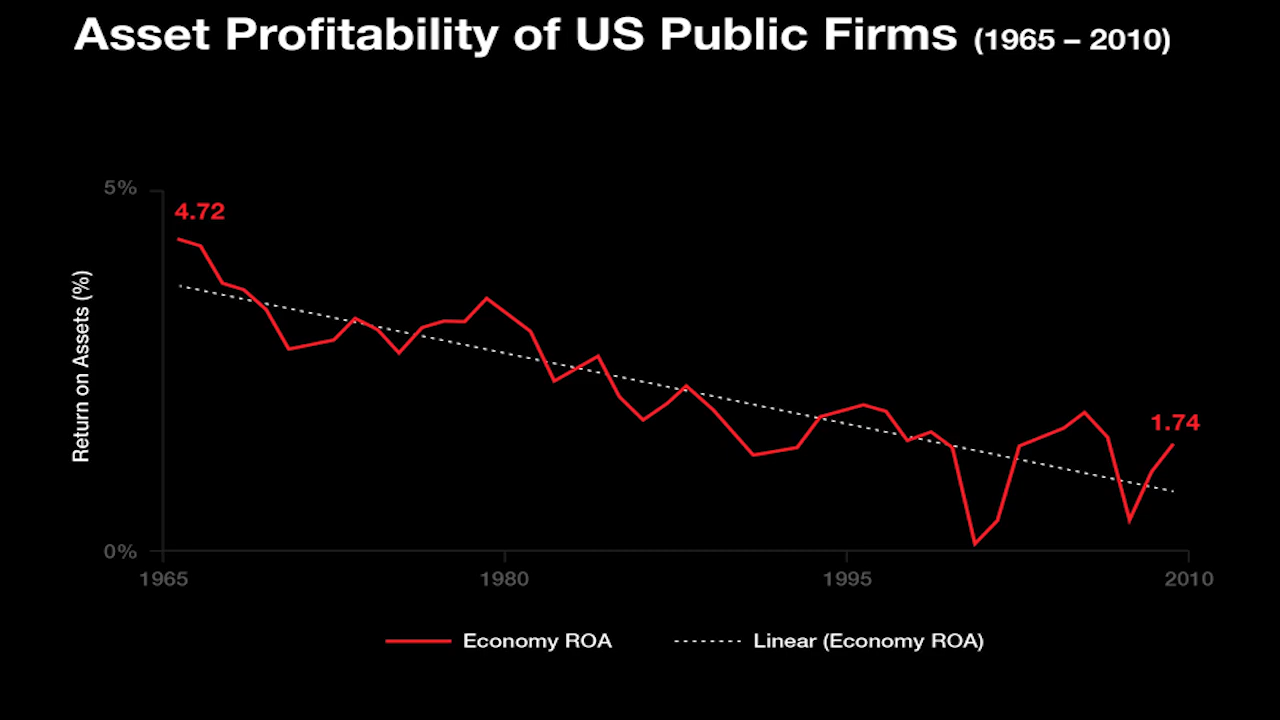 Asset Profitability of US Public Firms (1965 – 2010)
5%
4.72
Return on Assets (%)
1.74
0%
1965 1980 1995 2010
Economy ROA Linear (Economy ROA)